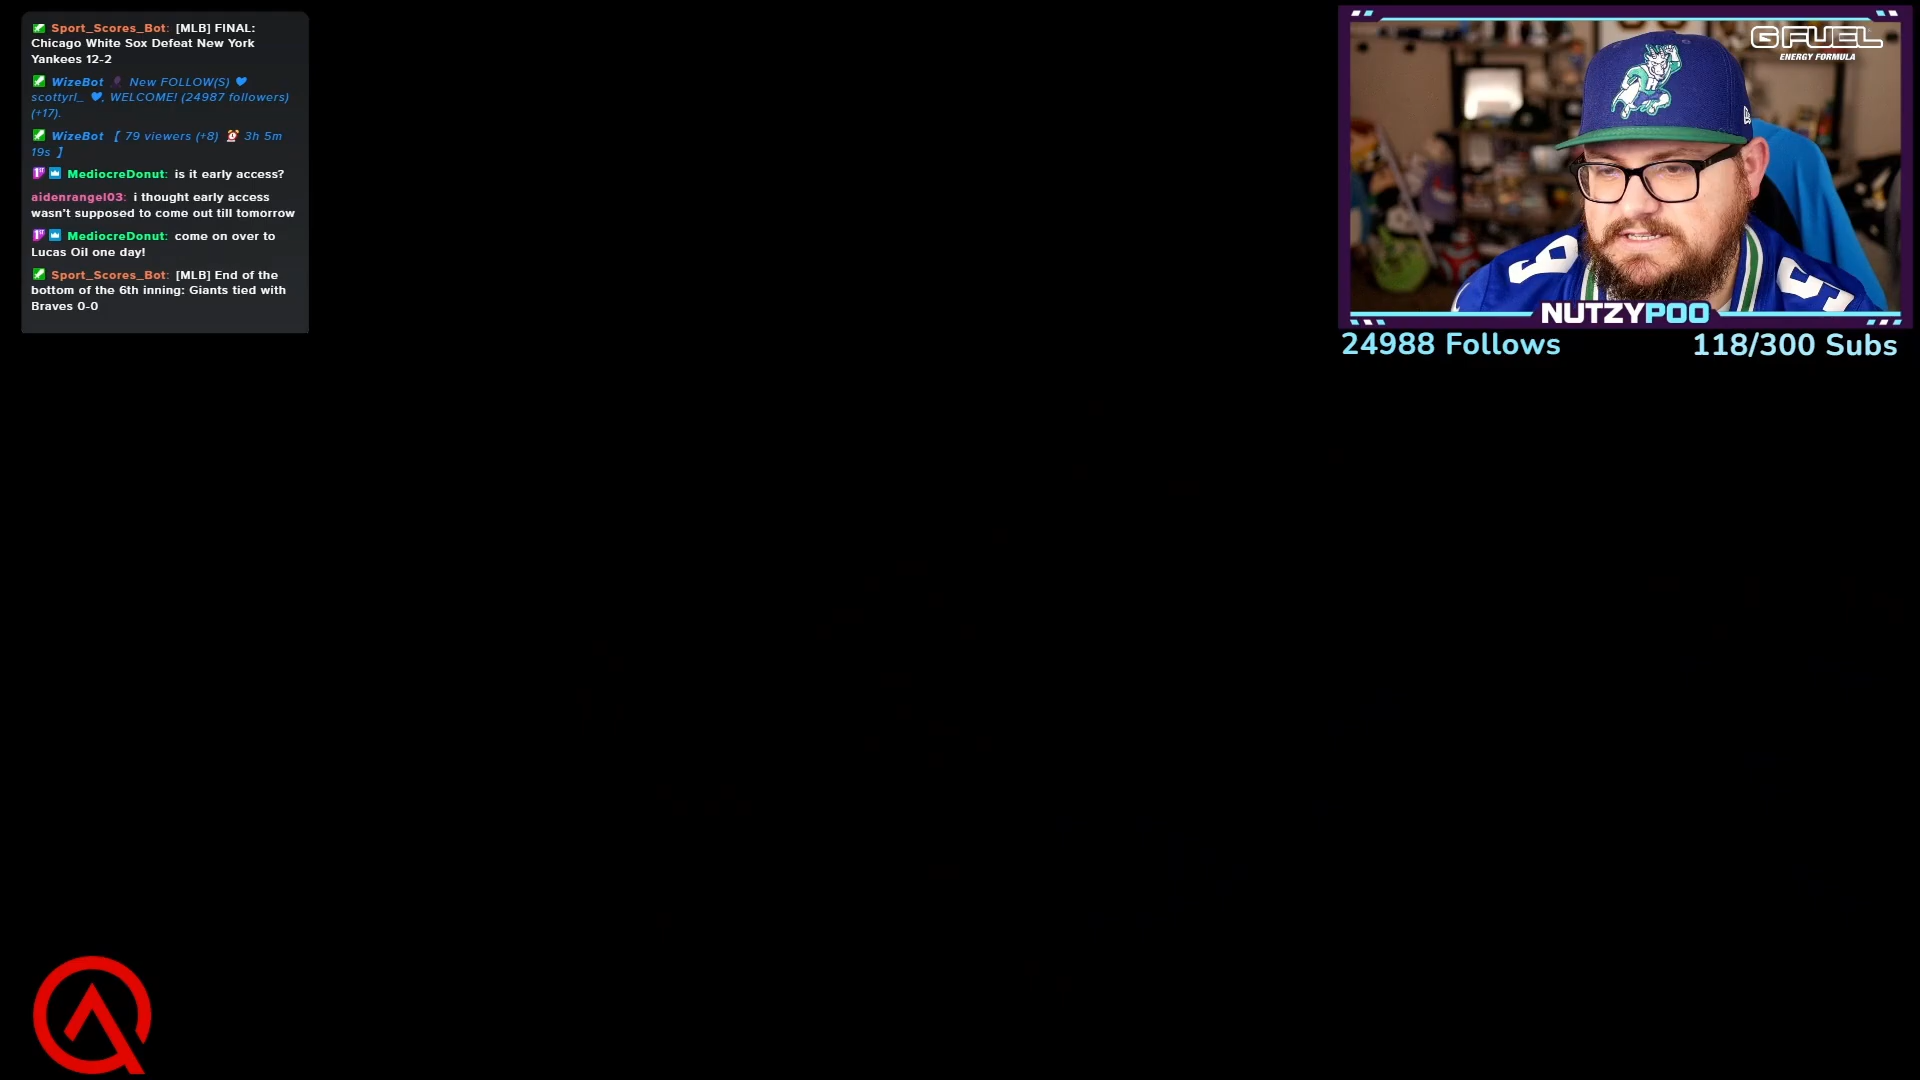 Sport_Scores_Bot: [MLB] FINAL:
Chicago White Sox Defeat New York
Yankees 12-2
WizeBot New FOLLOW(S)
scottyrl_ , WELCOME! (24987 followers)
(+17).
WizeBot [ 79 viewers (+8) 3h 5m
19s ]
MediocreDonut: is it early access?
aidenrangel03: i thought early access
wasn't supposed to come out till tomorrow
MediocreDonut: come on over to
Lucas Oil one day!
Sport_Scores_Bot: [MLB] End of the
bottom of the 6th inning: Giants tied with
Braves 0-0
G FUEL
ENERGY FORMULA
NUTZYPOO
24988 Follows
118/300 Subs